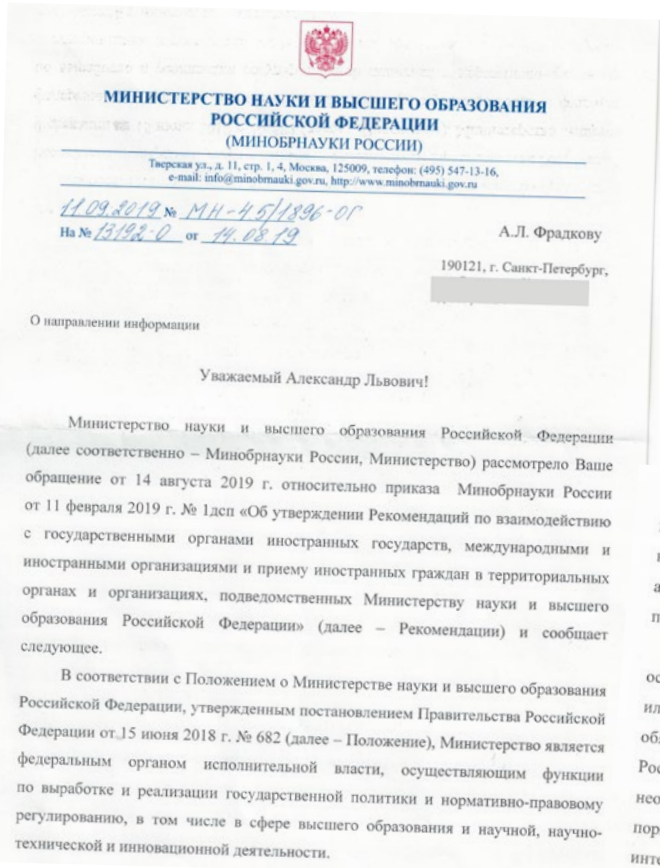 МИНИСТЕРСТВО НАУКИ И ВЫСШЕГО ОБРАЗОВАНИЯ
РОССИЙСКОЙ ФЕДЕРАЦИИ
(МИНОБРНАУКИ РОССИИ)
Тверская ул., д. 11, стр. 1, 4, Москва, 125009, телефон: (495) 547-13-16,
e-mail: info@minobrnauki.gov.ru, http://www.minobrnauki.gov.ru
11.09.2019 № МН-45/1896-ОГ
На № 13192-О от 14.08.19
А.Л. Фрадкову
190121, г. Санкт-Петербург,
О направлении информации
Уважаемый Александр Львович!
Министерство науки и высшего образования Российской Федерации
(далее соответственно – Минобрнауки России, Министерство) рассмотрело Ваше
обращение от 14 августа 2019 г. относительно приказа Минобрнауки России
от 11 февраля 2019 г. № 1дсп «Об утверждении Рекомендаций по взаимодействию
с государственными органами иностранных государств, международными и
иностранными организациями и приему иностранных граждан в территориальных
органах и организациях, подведомственных Министерству науки и высшего
образования Российской Федерации» (далее – Рекомендации) и сообщает
следующее.
В соответствии с Положением о Министерстве науки и высшего образования
Российской Федерации, утвержденным постановлением Правительства Российской
Федерации от 15 июня 2018 г. № 682 (далее – Положение), Министерство является
федеральным органом исполнительной власти, осуществляющим функции
по выработке и реализации государственной политики и нормативно-правовому
регулированию, в том числе в сфере высшего образования и научной, научно-
технической и инновационной деятельности.